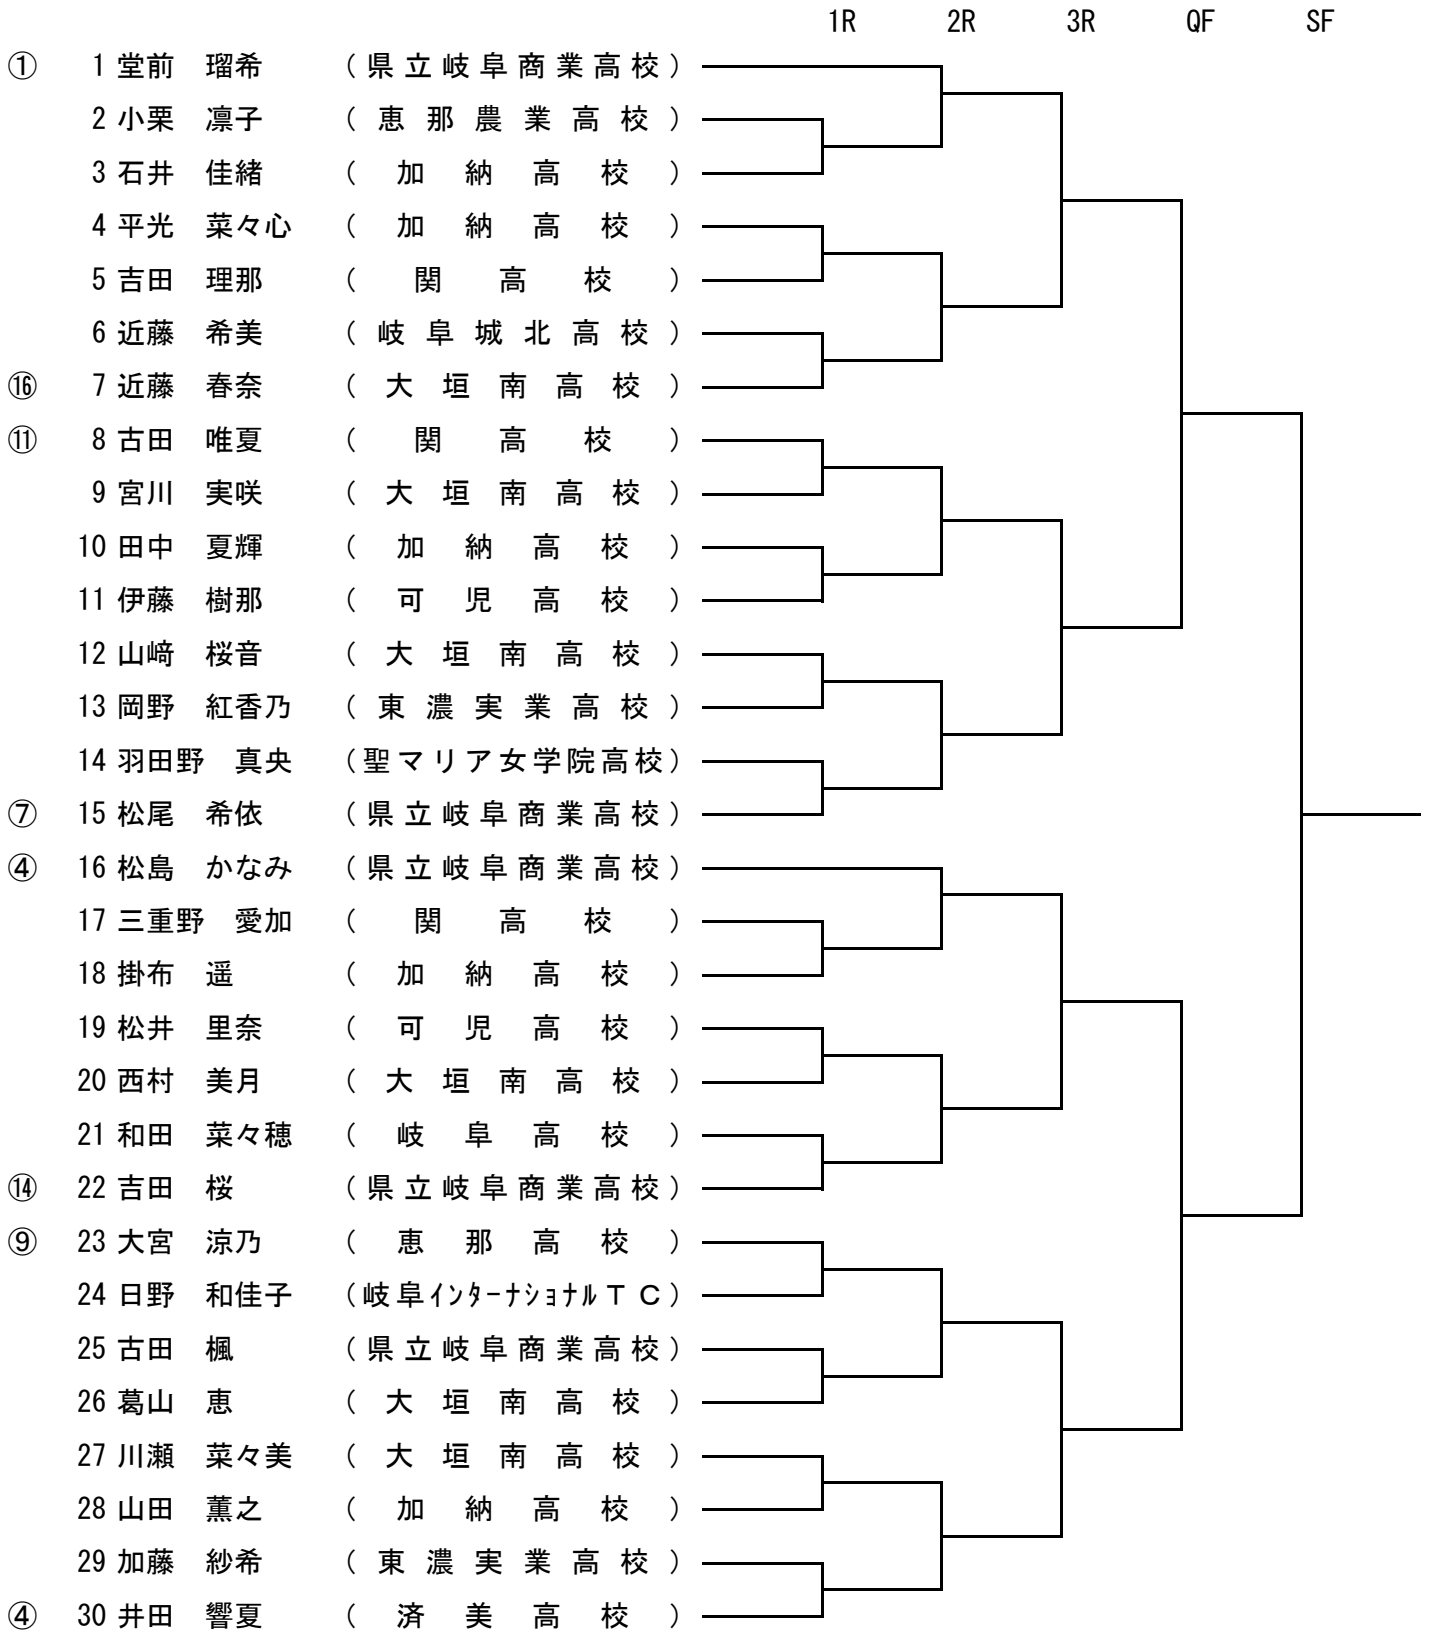 1R 2R 3R QF SF
① 1 堂前 瑠希 (県立岐阜商業高校)
2 小栗 凛子 (恵那農業高校)
3 石井 佳緒 (加納高校)
4 平光 菜々心 (加納高校)
5 吉田 理那 (関高校)
6 近藤 希美 (岐阜城北高校)
⑯ 7 近藤 春奈 (大垣南高校)
⑪ 8 古田 唯夏 (関高校)
9 宮川 実咲 (大垣南高校)
10 田中 夏輝 (加納高校)
11 伊藤 樹那 (可児高校)
12 山﨑 桜音 (大垣南高校)
13 岡野 紅香乃 (東濃実業高校)
14 羽田野 真央 (聖マリア女学院高校)
⑦ 15 松尾 希依 (県立岐阜商業高校)
④ 16 松島 かなみ (県立岐阜商業高校)
17 三重野 愛加 (関高校)
18 掛布 遥 (加納高校)
19 松井 里奈 (可児高校)
20 西村 美月 (大垣南高校)
21 和田 菜々穂 (岐阜高校)
⑭ 22 吉田 桜 (県立岐阜商業高校)
⑨ 23 大宮 涼乃 (恵那高校)
24 日野 和佳子 (岐阜ｲﾝﾀｰﾅｼｮﾅﾙＴＣ)
25 古田 楓 (県立岐阜商業高校)
26 葛山 恵 (大垣南高校)
27 川瀬 菜々美 (大垣南高校)
28 山田 薫之 (加納高校)
29 加藤 紗希 (東濃実業高校)
④ 30 井田 響夏 (済美高校)